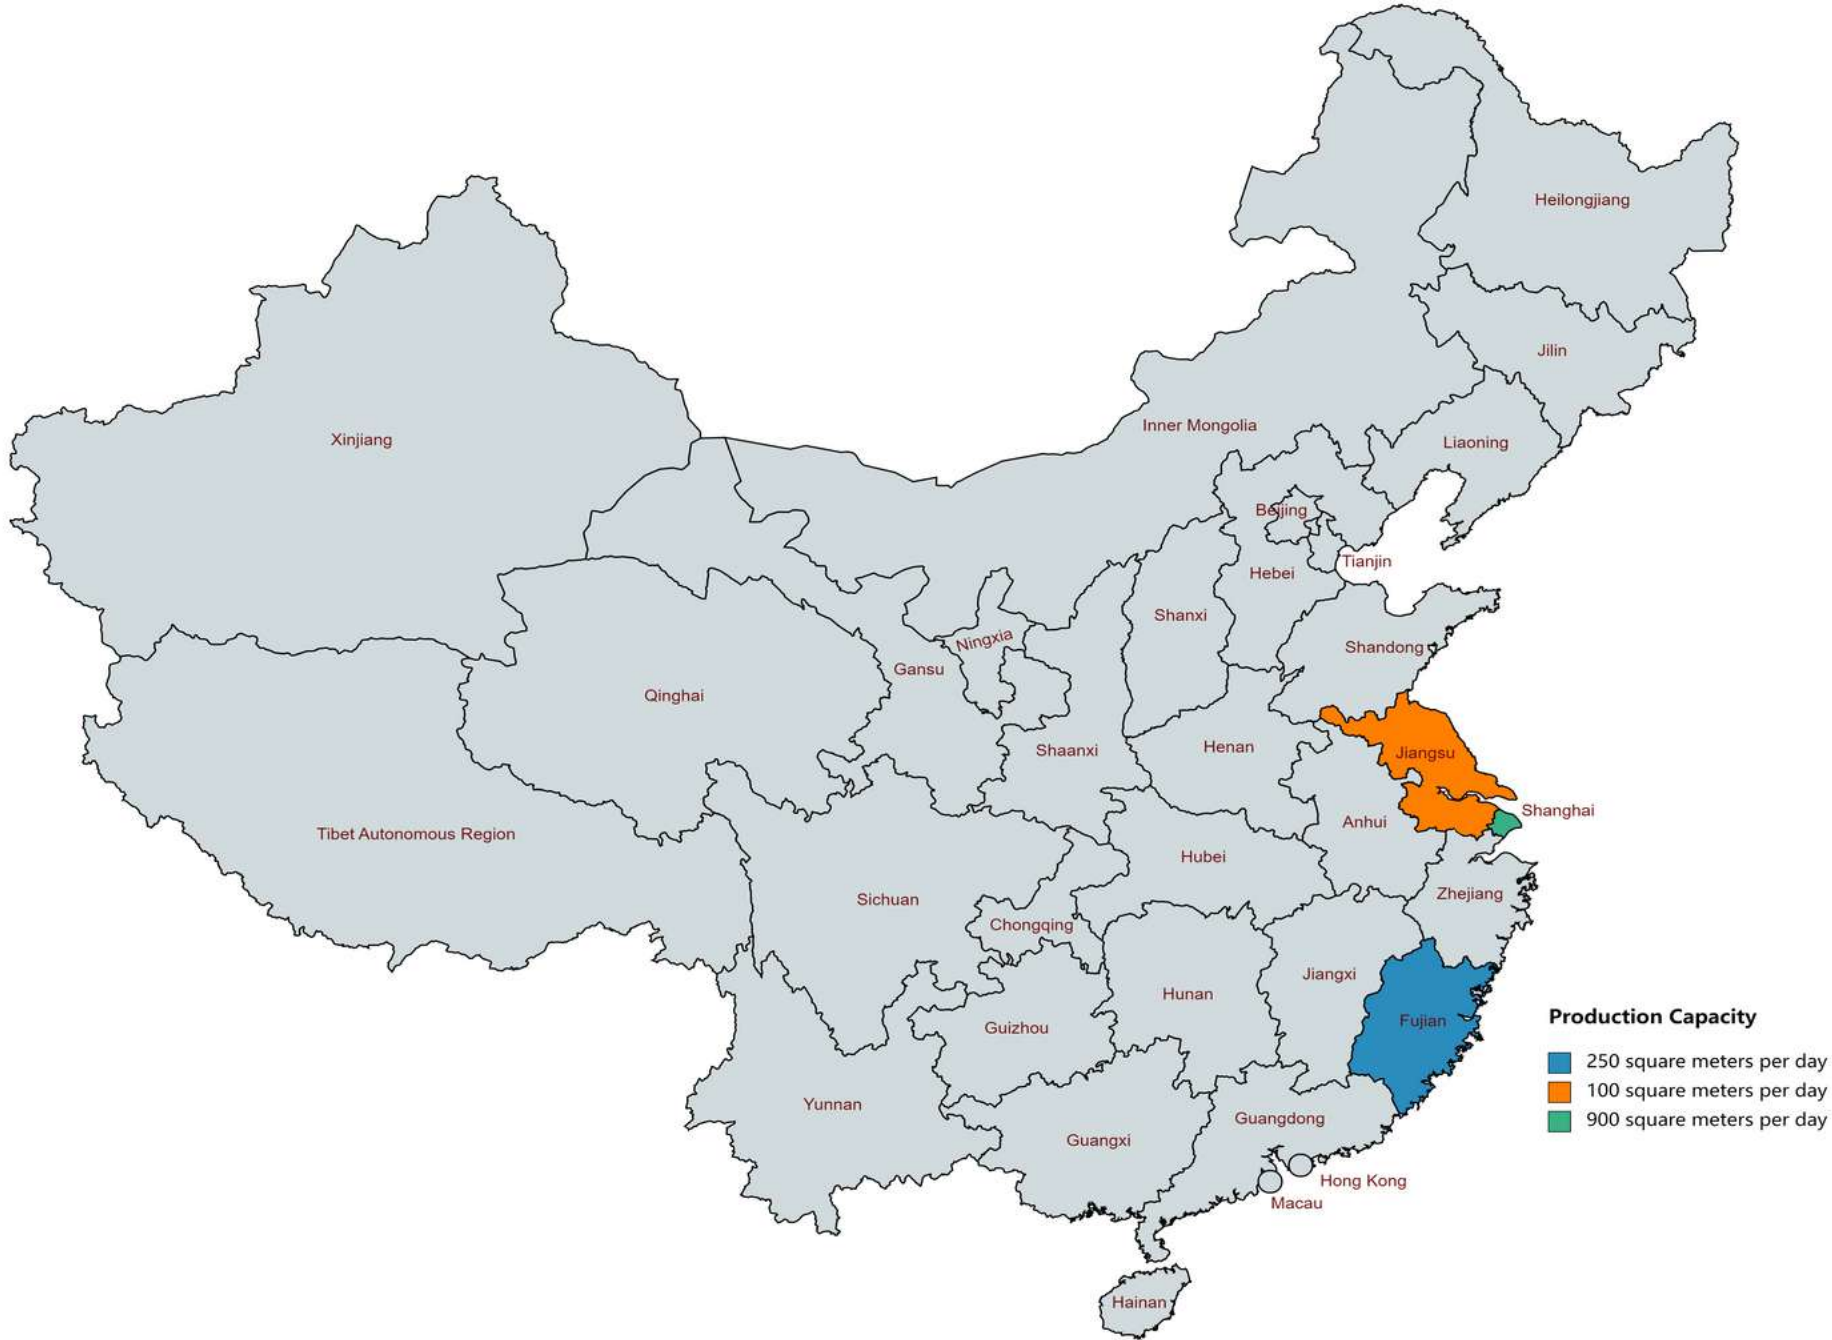 Heilongjiang
Jilin
Xinjiang
Inner Mongolia
Liaoning
Beijing
Tianjin
Hebei
Shanxi
Ningxia
Shandong
Gansu
Qinghai
Shaanxi
Henan
Jiangsu
Shanghai
Anhui
Tibet Autonomous Region
Hubei
Zhejiang
Sichuan
Chongqing
Jiangxi
Hunan
Fujian
Guizhou
Production Capacity
250 square meters per day
100 square meters per day
900 square meters per day
Yunnan
Guangdong
Guangxi
Hong Kong
Macau
Hainan